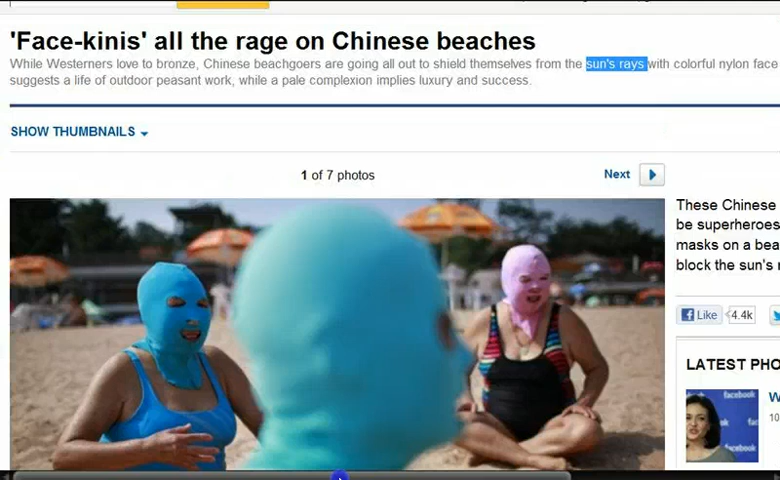 'Face-kinis' all the rage on Chinese beaches
While Westerners love to bronze, Chinese beachgoers are going all out to shield themselves from the sun's rays with colorful nylon face
suggests a life of outdoor peasant work, while a pale complexion implies luxury and success.
SHOW THUMBNAILS
1 of 7 photos
Next
These Chinese
be superheroes
masks on a bea
block the sun's r
Like
4.4k
LATEST PHO
W
10
facebook
facebook